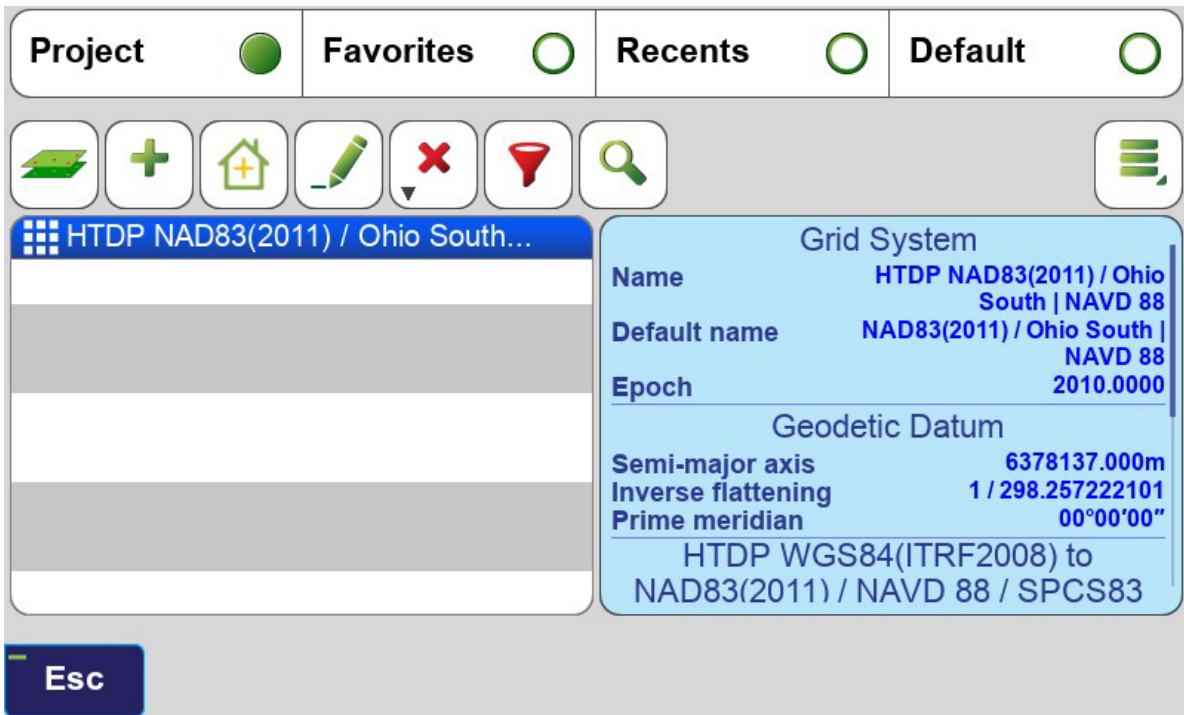 Project Favorites Recents Default
HTDP NAD83(2011) / Ohio South...
Grid System
Name HTDP NAD83(2011) / Ohio
South | NAVD 88
Default name NAD83(2011) / Ohio South |
NAVD 88
Epoch 2010.0000
Geodetic Datum
Semi-major axis 6378137.000m
Inverse flattening 1 / 298.257222101
Prime meridian 00°00'00"
HTDP WGS84(ITRF2008) to
NAD83(2011) / NAVD 88 / SPCS83
Esc